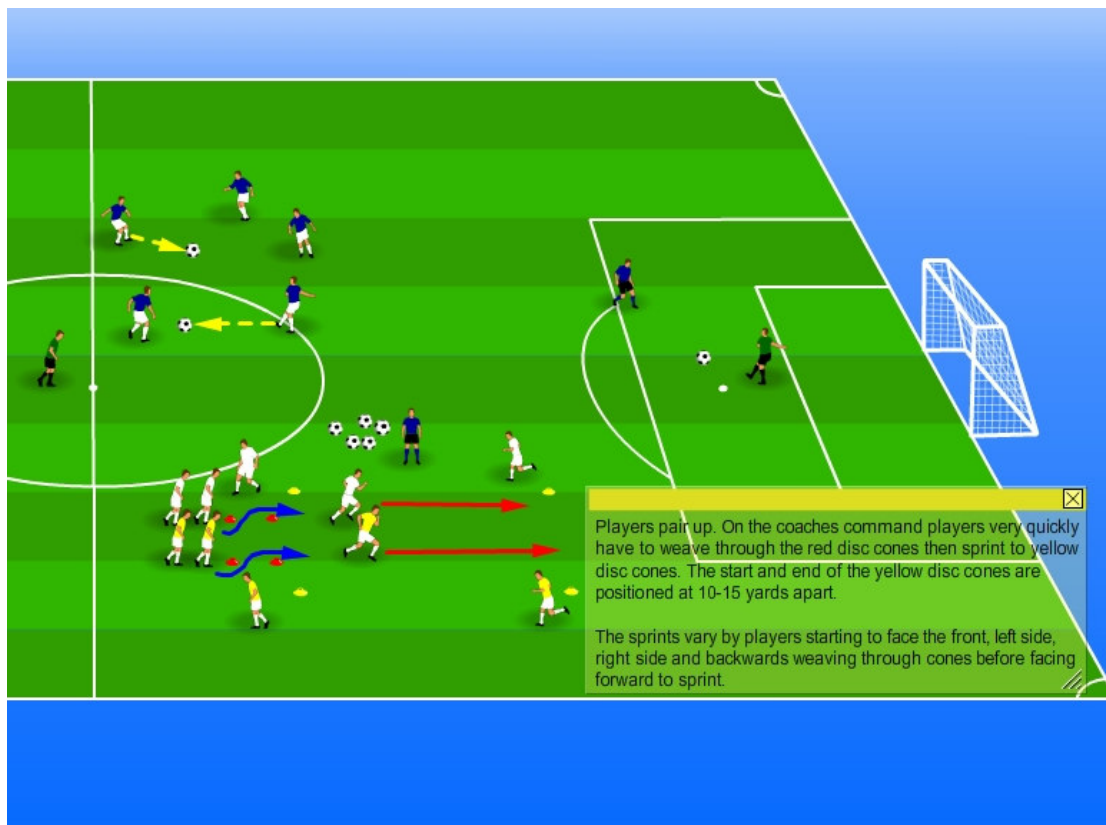 Players pair up. On the coaches command players very quickly
have to weave through the red disc cones then sprint to yellow
disc cones. The start and end of the yellow disc cones are
positioned at 10-15 yards apart.
The sprints vary by players starting to face the front, left side,
right side and backwards weaving through cones before facing
forward to sprint.